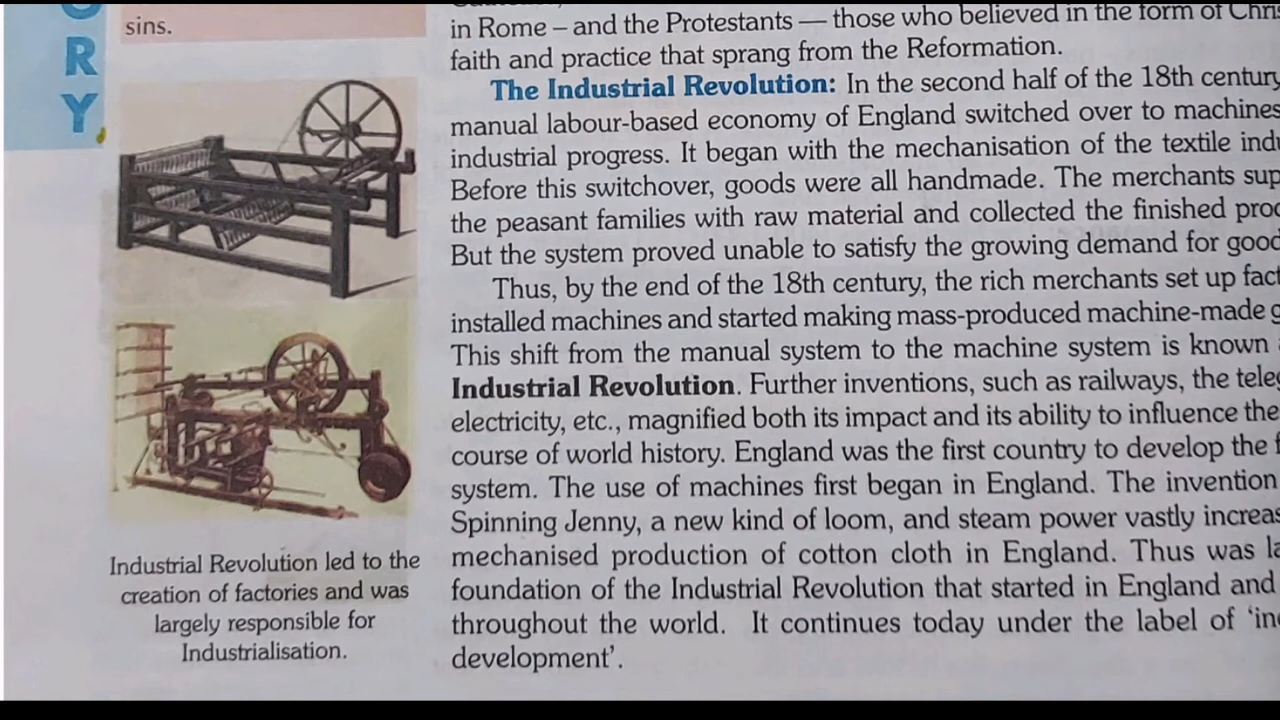 O
R
Y
sins.
in Rome – and the Protestants — those who believed in the form of
faith and practice that sprang from the Reformation.
The Industrial Revolution: In the second half of the 18th century
manual labour-based economy of England switched over to machines
industrial progress. It began with the mechanisation of the textile
Before this switchover, goods were all handmade. The merchants
the peasant families with raw material and collected the finished
But the system proved unable to satisfy the growing demand for
Thus, by the end of the 18th century, the rich merchants set up
installed machines and started making mass-produced machine-made
This shift from the manual system to the machine system is known
Industrial Revolution. Further inventions, such as railways, the
electricity, etc., magnified both its impact and its ability to influence the
course of world history. England was the first country to develop the
system. The use of machines first began in England. The invention
Spinning Jenny, a new kind of loom, and steam power vastly
mechanised production of cotton cloth in England. Thus was
foundation of the Industrial Revolution that started in England and
throughout the world. It continues today under the label of
development’.
Industrial Revolution led to the
creation of factories and was
largely responsible for
Industrialisation.